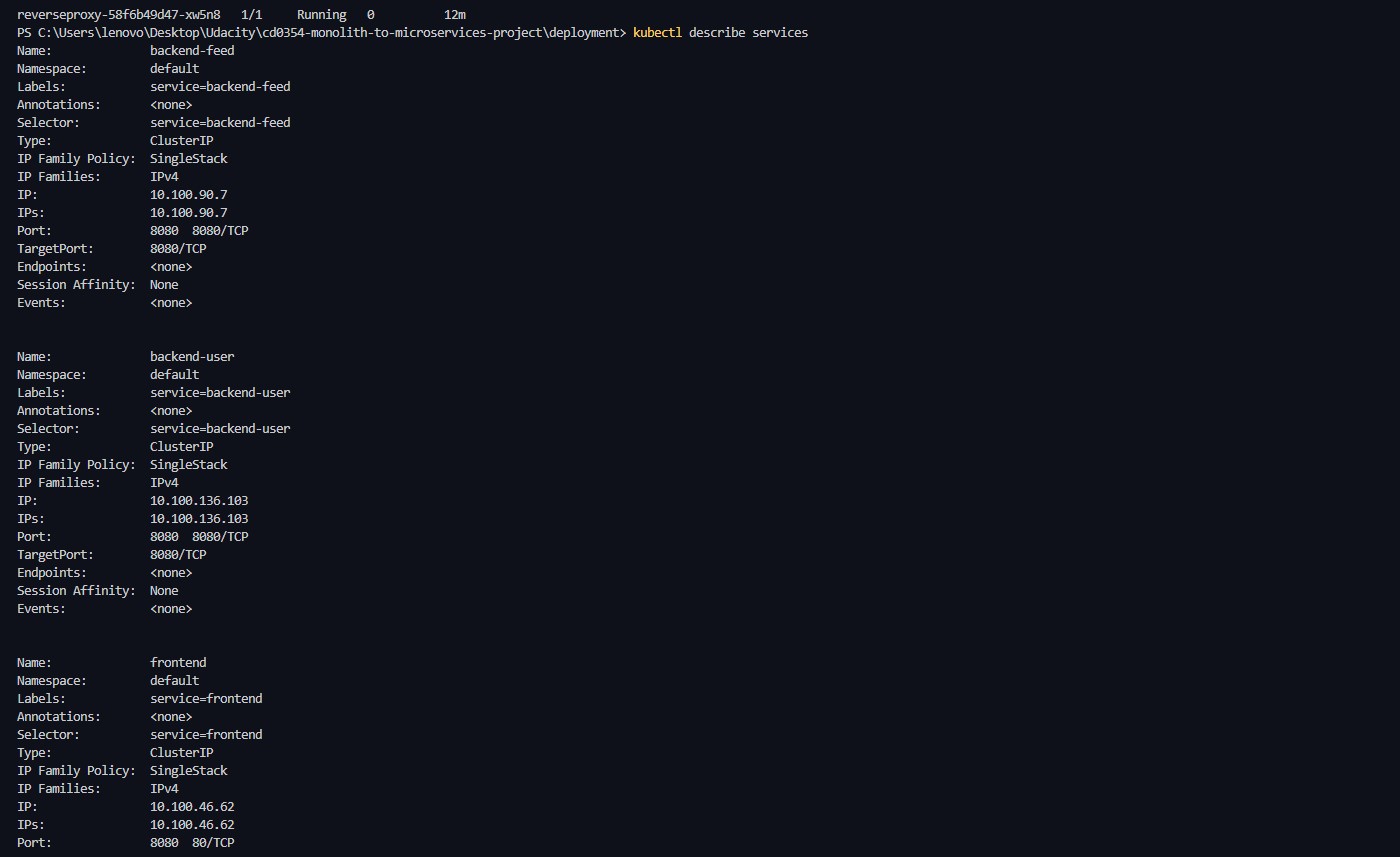 reverseproxy-58f6b49d47-xw5n8   1/1     Running   0          12m
PS C:\Users\lenovo\Desktop\Udacity\cd0354-monolith-to-microservices-project\deployment> kubectl describe services
Name:              backend-feed
Namespace:         default
Labels:            service=backend-feed
Annotations:       <none>
Selector:          service=backend-feed
Type:              ClusterIP
IP Family Policy:  SingleStack
IP Families:       IPv4
IP:                10.100.90.7
IPs:               10.100.90.7
Port:              8080  8080/TCP
TargetPort:        8080/TCP
Endpoints:         <none>
Session Affinity:  None
Events:            <none>
Name:              backend-user
Namespace:         default
Labels:            service=backend-user
Annotations:       <none>
Selector:          service=backend-user
Type:              ClusterIP
IP Family Policy:  SingleStack
IP Families:       IPv4
IP:                10.100.136.103
IPs:               10.100.136.103
Port:              8080  8080/TCP
TargetPort:        8080/TCP
Endpoints:         <none>
Session Affinity:  None
Events:            <none>
Name:              frontend
Namespace:         default
Labels:            service=frontend
Annotations:       <none>
Selector:          service=frontend
Type:              ClusterIP
IP Family Policy:  SingleStack
IP Families:       IPv4
IP:                10.100.46.62
IPs:               10.100.46.62
Port:              8080  80/TCP